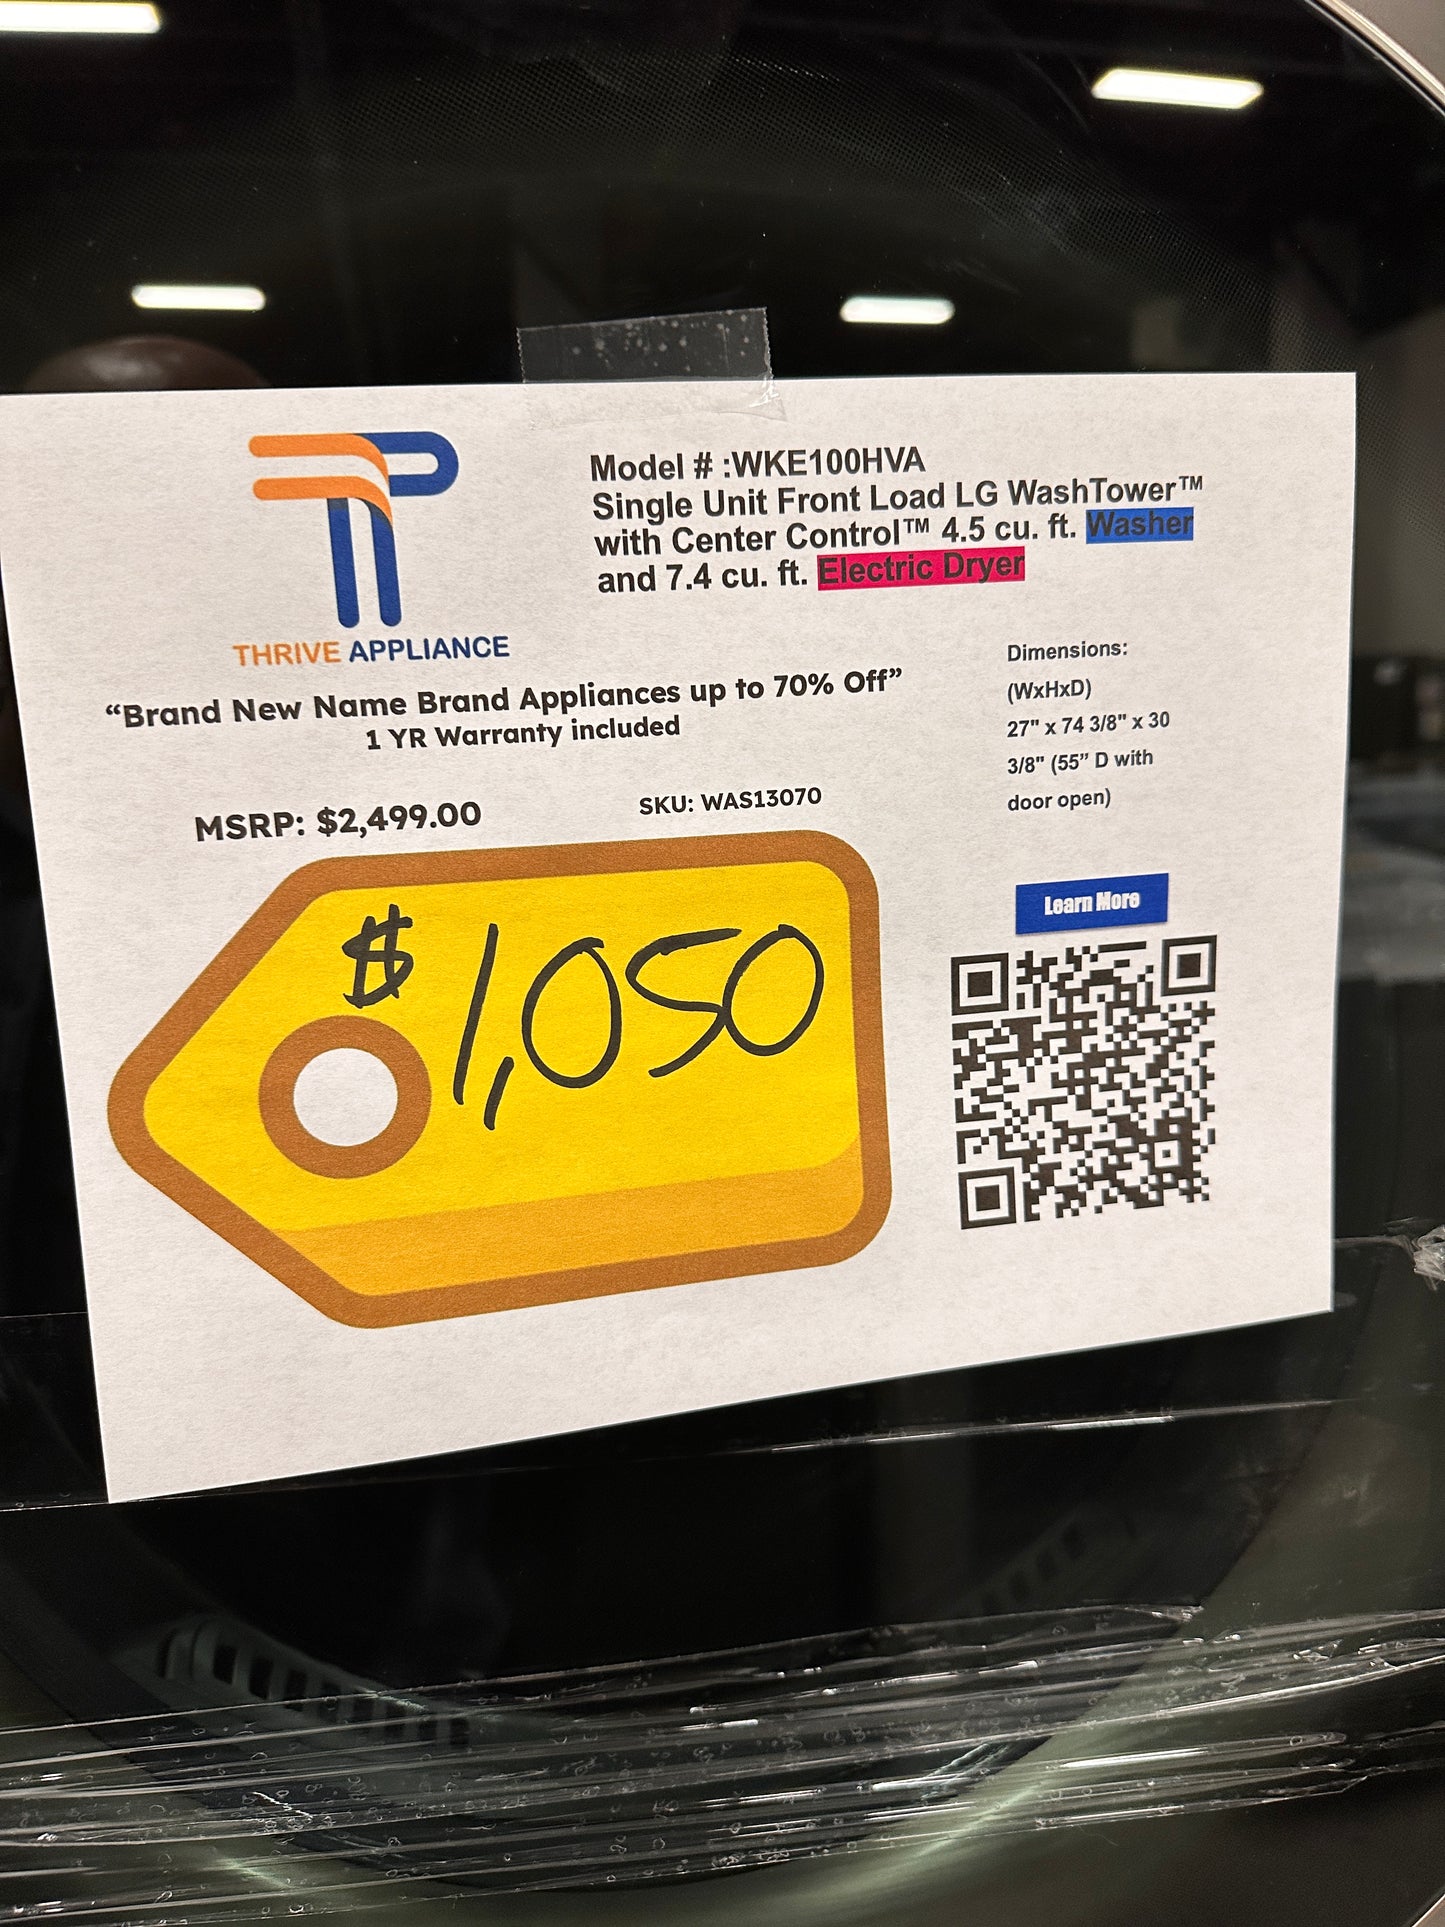 Model # :WKE100HVA
Single Unit Front Load LG WashTower™
with Center Control™ 4.5 cu. ft. Washer
and 7.4 cu. ft. Electric Dryer
THRIVE APPLIANCE
“Brand New Name Brand Appliances up to 70% Off”
1 YR Warranty included
Dimensions:
(WxHxD)
27" x 74 3/8" x 30
3/8" (55” D with
door open)
MSRP: $2,499.00
SKU: WAS13070
$1,050
Learn More